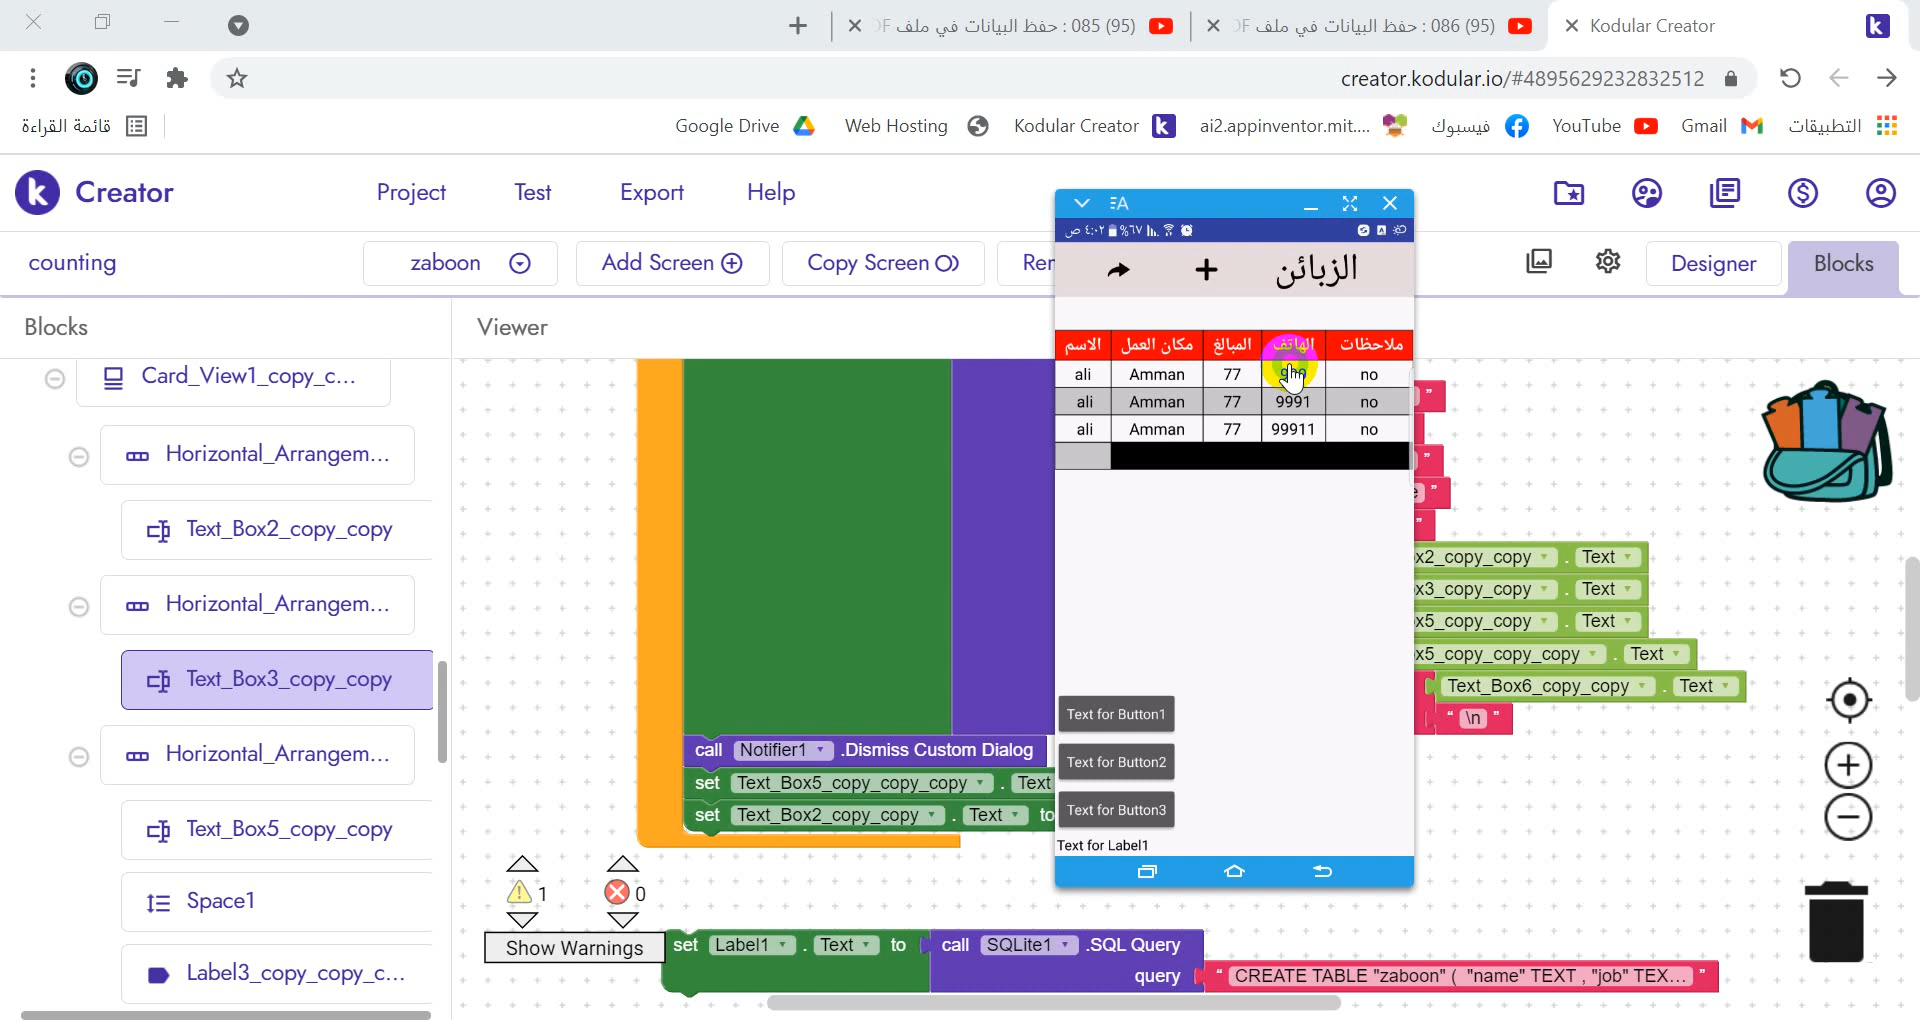 (95) 085 : حفظ البيانات في ملف
(95) 086 : حفظ البيانات في ملف
Kodular Creator
creator.kodular.io/#4895629232832512
قائمة القراءة
Google Drive
Web Hosting
Kodular Creator
ai2.appinventor.mit....
فيسبوك
YouTube
Gmail
التطبيقات
Creator
Project
Test
Export
Help
counting
zaboon
Add Screen
Copy Screen
Designer
Blocks
٤:٠٢ ص
%٦٧
الزبائن
Blocks
Viewer
الاسم مكان العمل المبالغ الهاتف ملاحظات
ali Amman 77 no
ali Amman 77 9991 no
ali Amman 77 99911 no
Card_View1_copy_c...
Horizontal_Arrangem...
Text_Box2_copy_copy
Horizontal_Arrangem...
Text_Box3_copy_copy
Horizontal_Arrangem...
Text_Box5_copy_copy
Space1
Label3_copy_copy_c...
x2_copy_copy . Text
x3_copy_copy . Text
x5_copy_copy . Text
x5_copy_copy_copy . Text
Text_Box6_copy_copy . Text
“ \n ”
Text for Button1
Text for Button2
Text for Button3
Text for Label1
call Notifier1 .Dismiss Custom Dialog
set Text_Box5_copy_copy_copy . Text
set Text_Box2_copy_copy . Text to
1
0
Show Warnings
set Label1 . Text to call SQLite1 .SQL Query
query “ CREATE TABLE "zaboon" ( "name" TEXT , "job" TEX... ”